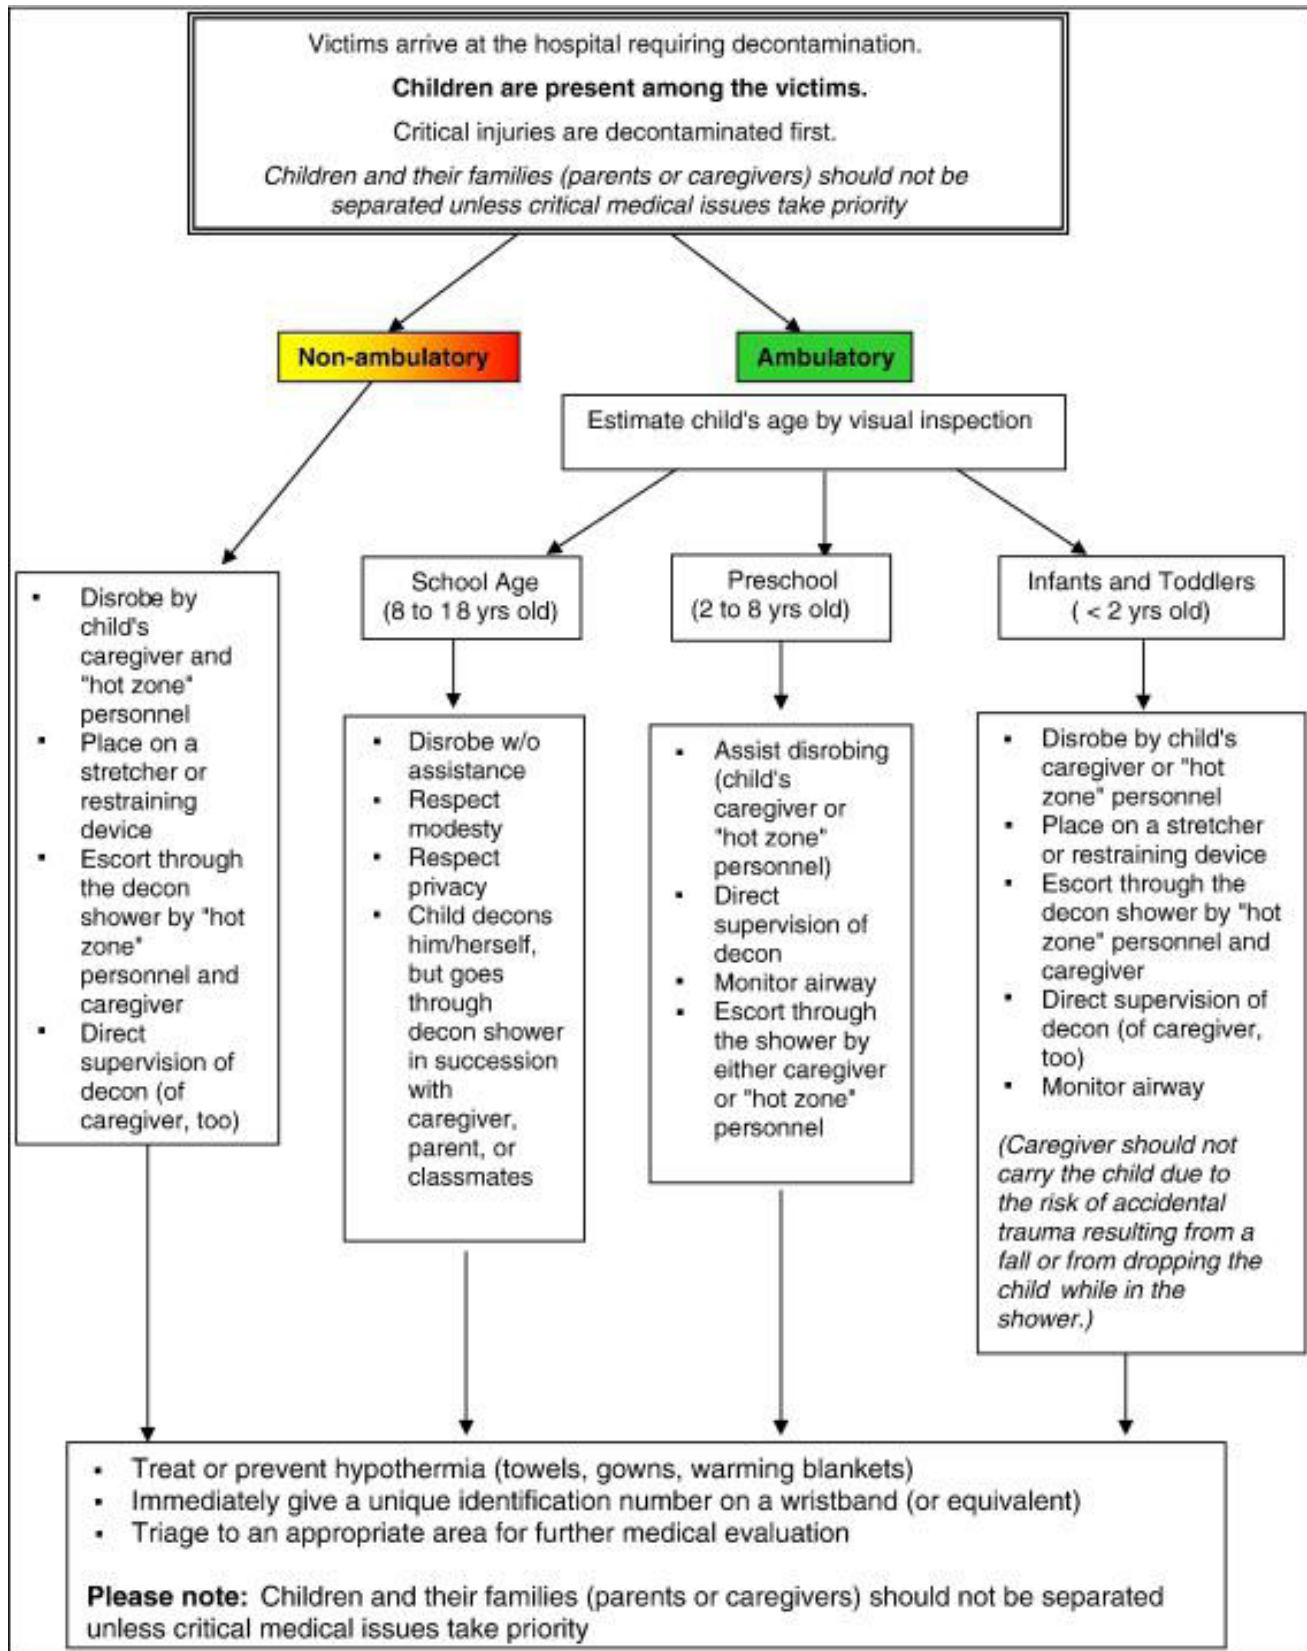 Victims arrive at the hospital requiring decontamination.
Children are present among the victims.
Critical injuries are decontaminated first.
Children and their families (parents or caregivers) should not be
separated unless critical medical issues take priority
Non-ambulatory
Ambulatory
Estimate child's age by visual inspection
▪ Disrobe by
child's
caregiver and
"hot zone"
personnel
▪ Place on a
stretcher or
restraining
device
▪ Escort through
the decon
shower by "hot
zone"
personnel and
caregiver
▪ Direct
supervision of
decon (of
caregiver, too)
School Age
(8 to 18 yrs old)
▪ Disrobe w/o
assistance
▪ Respect
modesty
▪ Respect
privacy
▪ Child decons
him/herself,
but goes
through
decon shower
in succession
with
caregiver,
parent, or
classmates
Preschool
(2 to 8 yrs old)
▪ Assist disrobing
(child's
caregiver or
"hot zone"
personnel)
▪ Direct
supervision of
decon
▪ Monitor airway
▪ Escort through
the shower by
either caregiver
or "hot zone"
personnel
Infants and Toddlers
( < 2 yrs old)
▪ Disrobe by child's
caregiver or "hot
zone" personnel
▪ Place on a stretcher
or restraining device
▪ Escort through the
decon shower by "hot
zone" personnel and
caregiver
▪ Direct supervision of
decon (of caregiver,
too)
▪ Monitor airway
(Caregiver should not
carry the child due to
the risk of accidental
trauma resulting from a
fall or from dropping the
child while in the
shower.)
▪ Treat or prevent hypothermia (towels, gowns, warming blankets)
▪ Immediately give a unique identification number on a wristband (or equivalent)
▪ Triage to an appropriate area for further medical evaluation
Please note: Children and their families (parents or caregivers) should not be separated
unless critical medical issues take priority